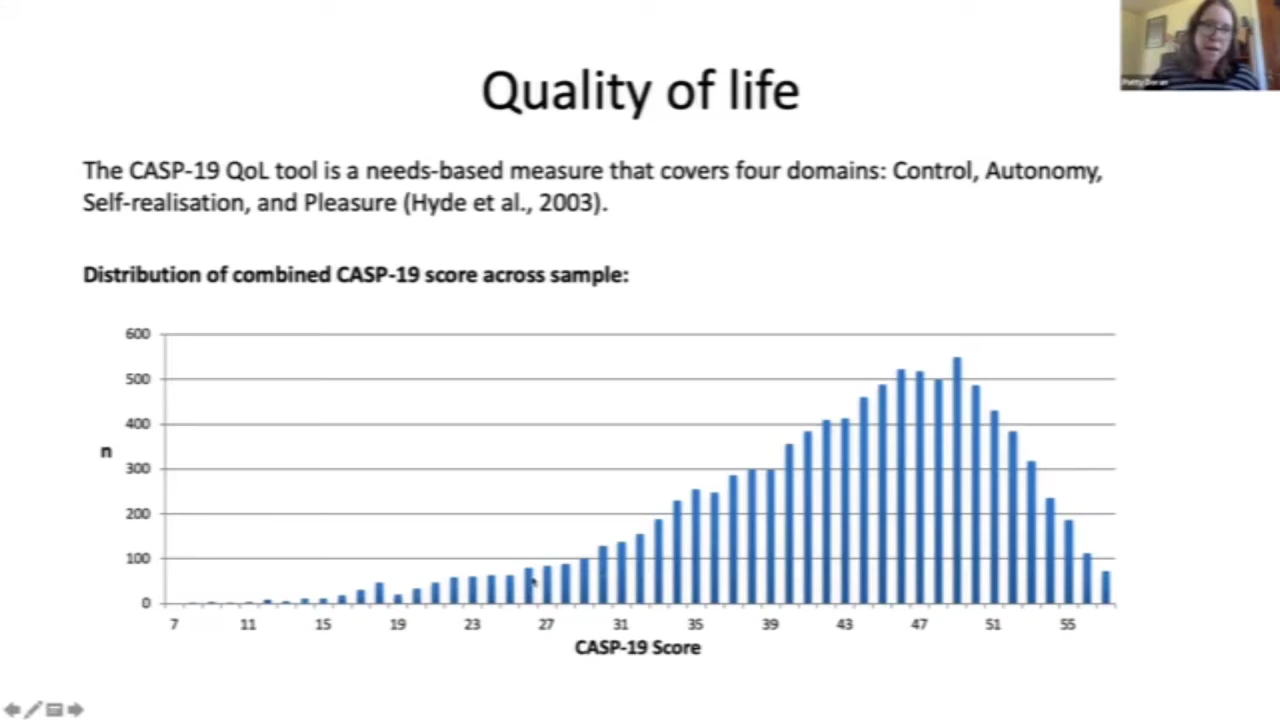 Quality of life
Patty Doran
The CASP-19 QoL tool is a needs-based measure that covers four domains: Control, Autonomy,
Self-realisation, and Pleasure (Hyde et al., 2003).
Distribution of combined CASP-19 score across sample:
600
500
400
n
300
200
100
0
7 11 15 19 23 27 31 35 39 43 47 51 55
CASP-19 Score